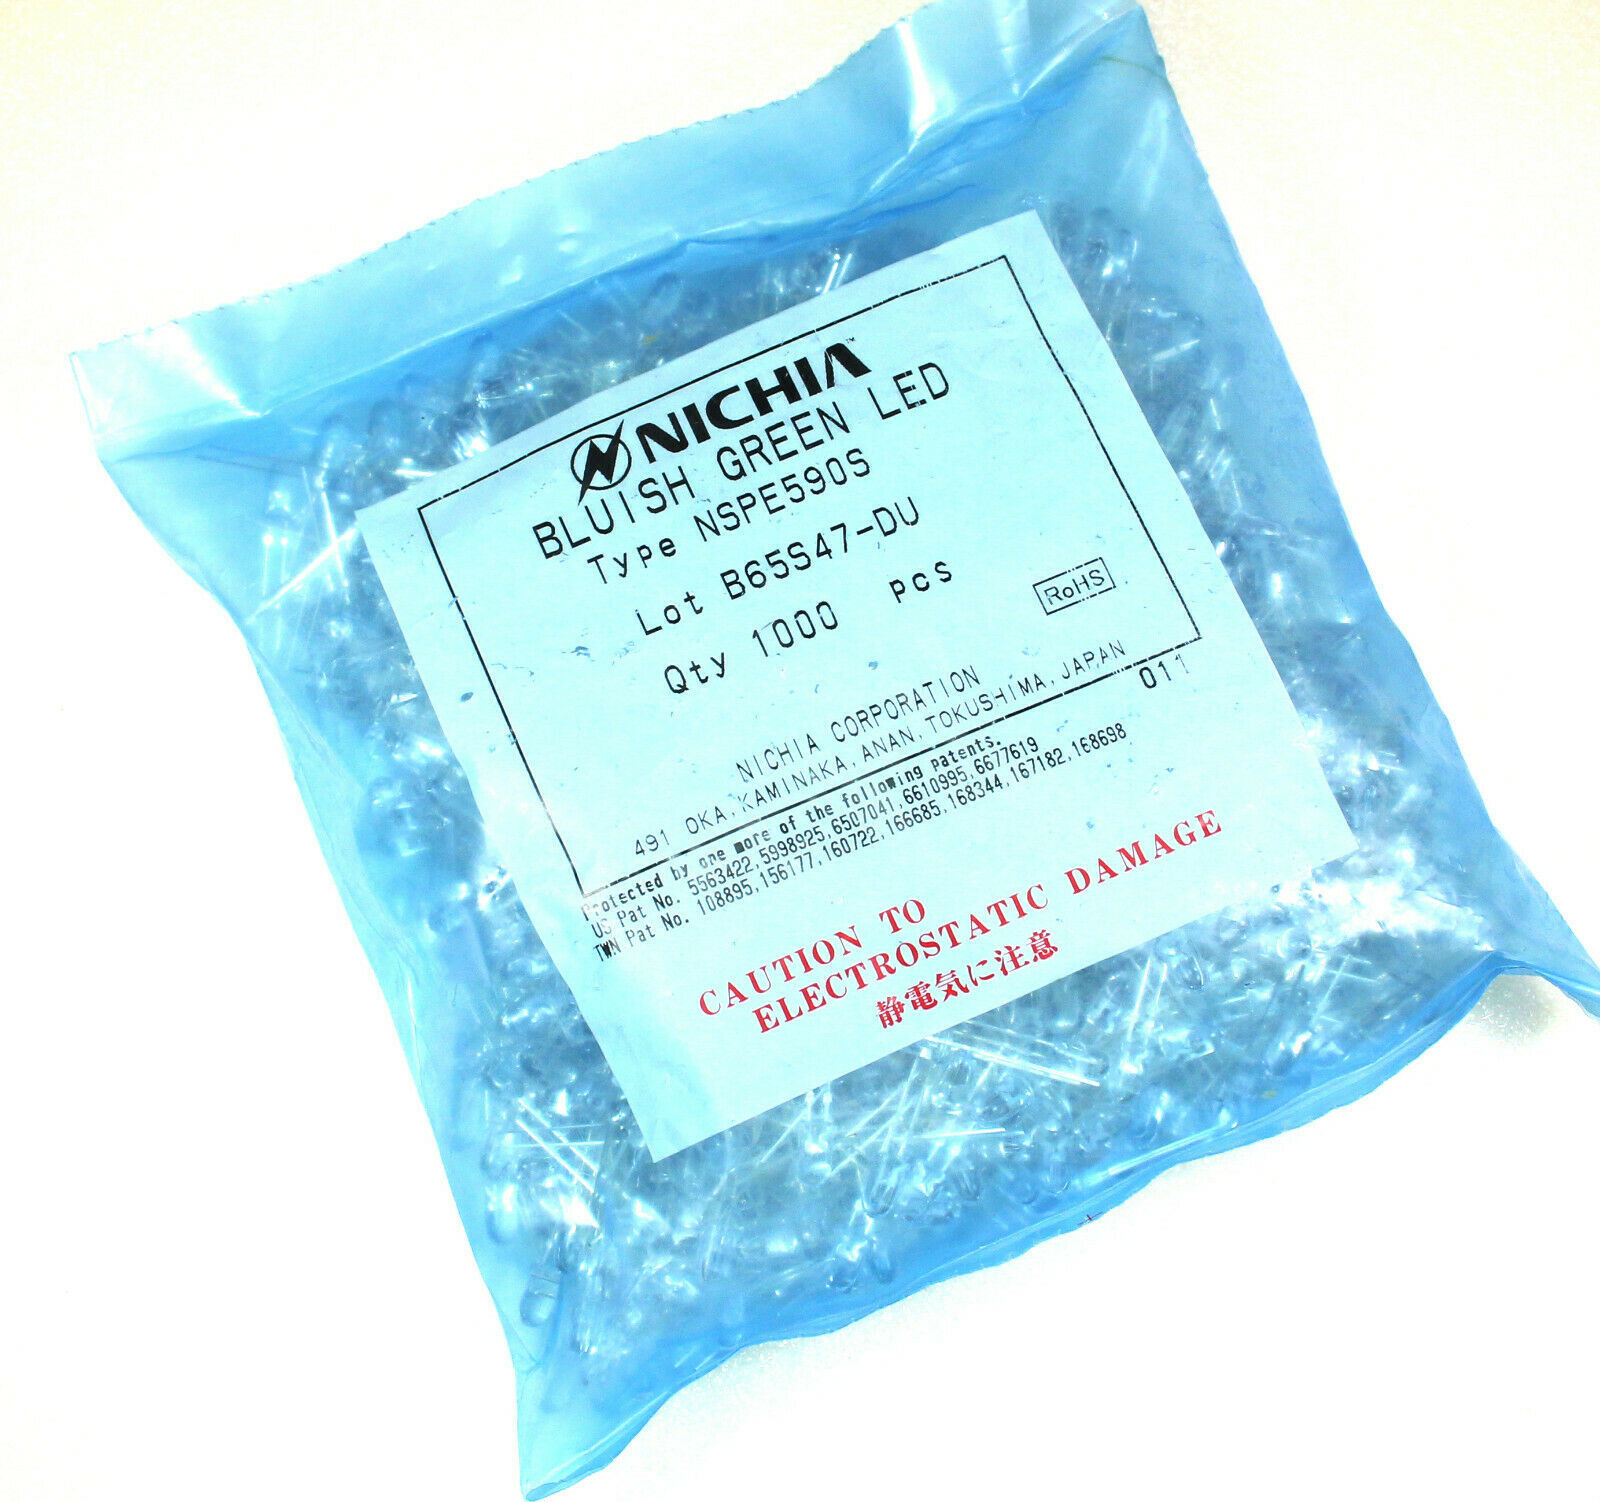 NICHIA™
BLUISH GREEN LED
Type NSPE590S
Lot B65S47-DU
Qty 1000 pcs
RoHS
NICHIA CORPORATION
491 OKA, KAMINAKA, ANAN, TOKUSHIMA, JAPAN
011
Protected by one more of the following patents.
US Pat No. 5563422, 5998925, 6507041, 6610995, 6677619
TWN Pat No. 108895, 156177, 160722, 166685, 168344, 167182, 168698
CAUTION TO
ELECTROSTATIC DAMAGE
静電気に注意